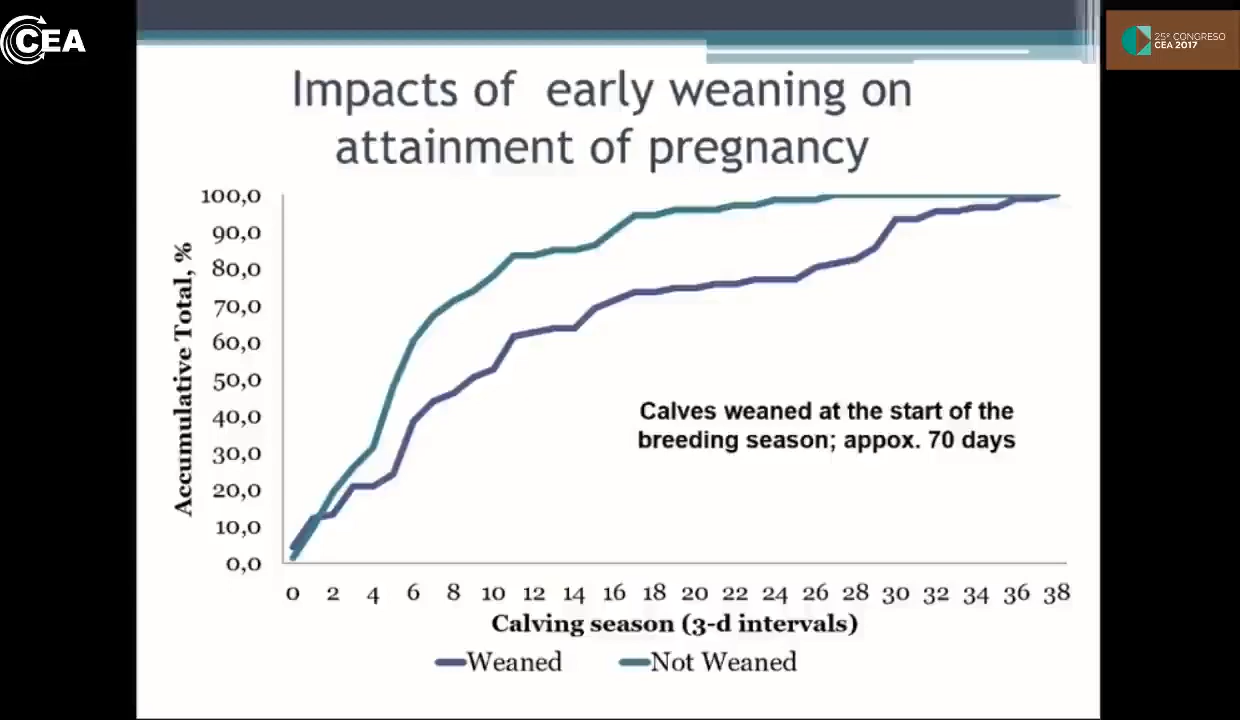 CEA
25º CONGRESO
CEA 2017
Impacts of early weaning on
attainment of pregnancy
Accumulative Total, %
100,0
90,0
80,0
70,0
60,0
50,0
40,0
30,0
20,0
10,0
0,0
Calves weaned at the start of the
breeding season; appox. 70 days
0 2 4 6 8 10 12 14 16 18 20 22 24 26 28 30 32 34 36 38
Calving season (3-d intervals)
Weaned Not Weaned